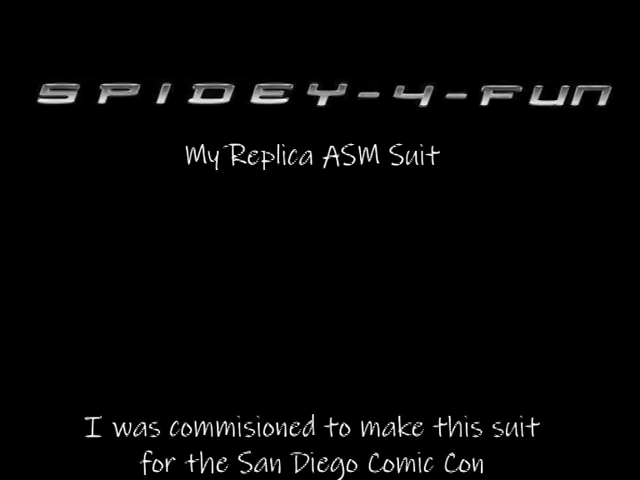 SPIDEY-4-FUN
My Replica ASM Suit
I was commisioned to make this suit
for the San Diego Comic Con